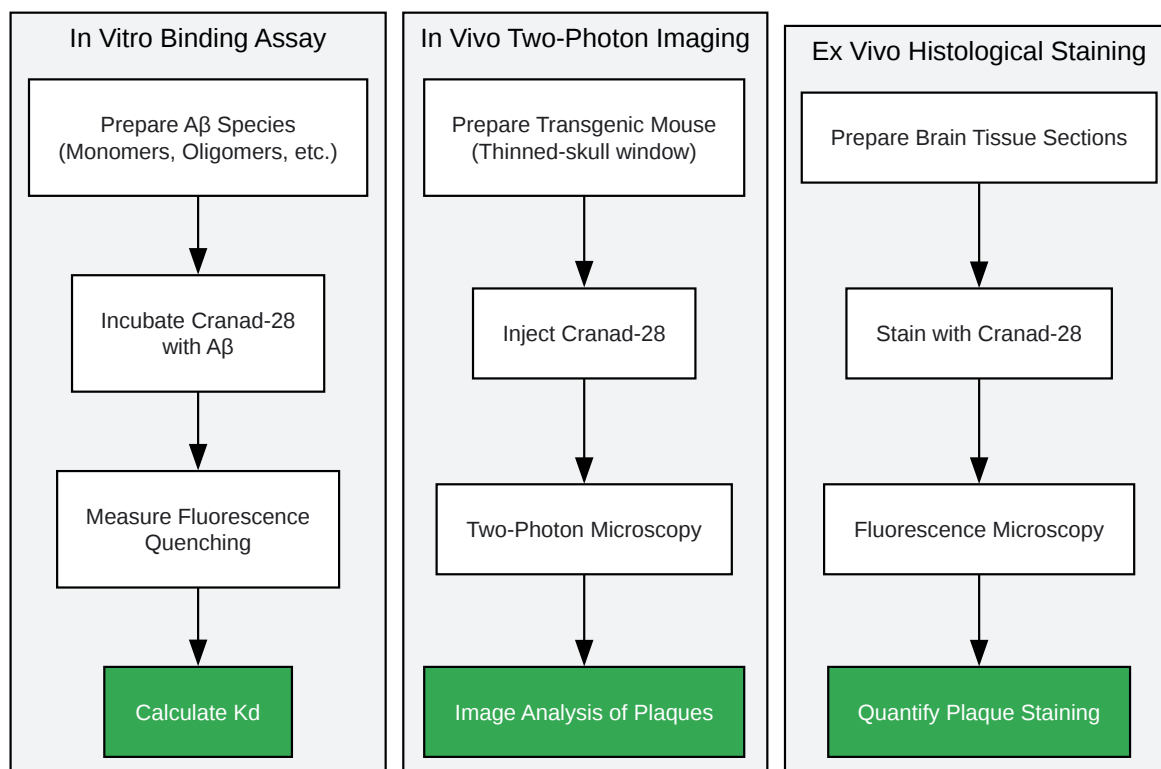 In Vitro Binding Assay
Prepare Aβ Species
(Monomers, Oligomers, etc.)
Incubate Cranad-28
with Aβ
Measure Fluorescence
Quenching
Calculate Kd
In Vivo Two-Photon Imaging
Prepare Transgenic Mouse
(Thinned-skull window)
Inject Cranad-28
Two-Photon Microscopy
Image Analysis of Plaques
Ex Vivo Histological Staining
Prepare Brain Tissue Sections
Stain with Cranad-28
Fluorescence Microscopy
Quantify Plaque Staining